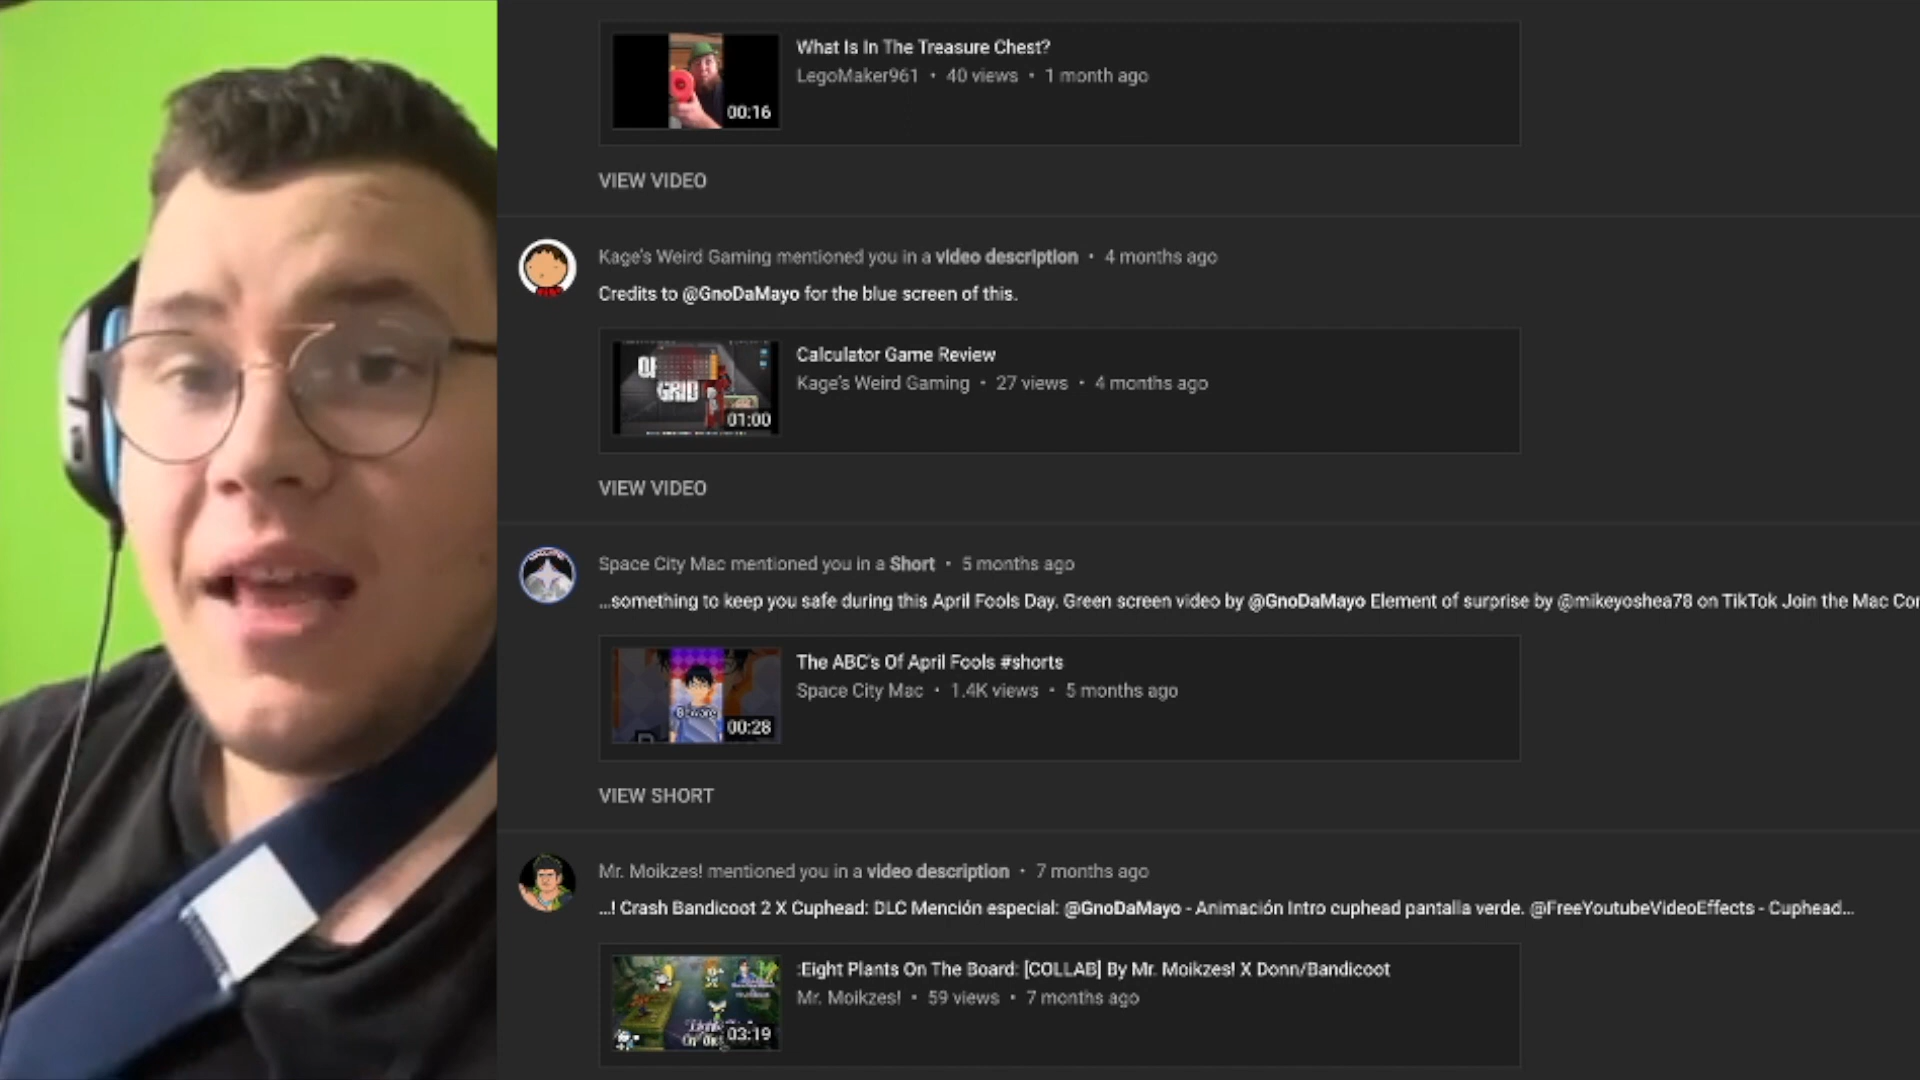 What Is In The Treasure Chest?
LegoMaker961 • 40 views • 1 month ago
00:16
VIEW VIDEO
Kage's Weird Gaming mentioned you in a video description • 4 months ago
Credits to @GnoDaMayo for the blue screen of this.
Calculator Game Review
Kage's Weird Gaming • 27 views • 4 months ago
GRID
01:00
VIEW VIDEO
Space City Mac mentioned you in a Short • 5 months ago
...something to keep you safe during this April Fools Day. Green screen video by @GnoDaMayo Element of surprise by @mikeyoshea78 on TikTok Join the Mac
The ABC's Of April Fools #shorts
Space City Mac • 1.4K views • 5 months ago
Beware
00:28
VIEW SHORT
Mr. Moikzes! mentioned you in a video description • 7 months ago
...! Crash Bandicoot 2 X Cuphead: DLC Mención especial: @GnoDaMayo - Animación Intro cuphead pantalla verde. @FreeYoutubeVideoEffects - Cuphead...
:Eight Plants On The Board: [COLLAB] By Mr. Moikzes! X Donn/Bandicoot
Mr. Moikzes! • 59 views • 7 months ago
03:19